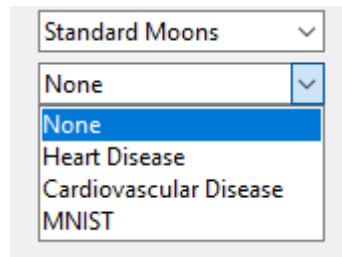 Standard Moons
None
None
Heart Disease
Cardiovascular Disease
MNIST